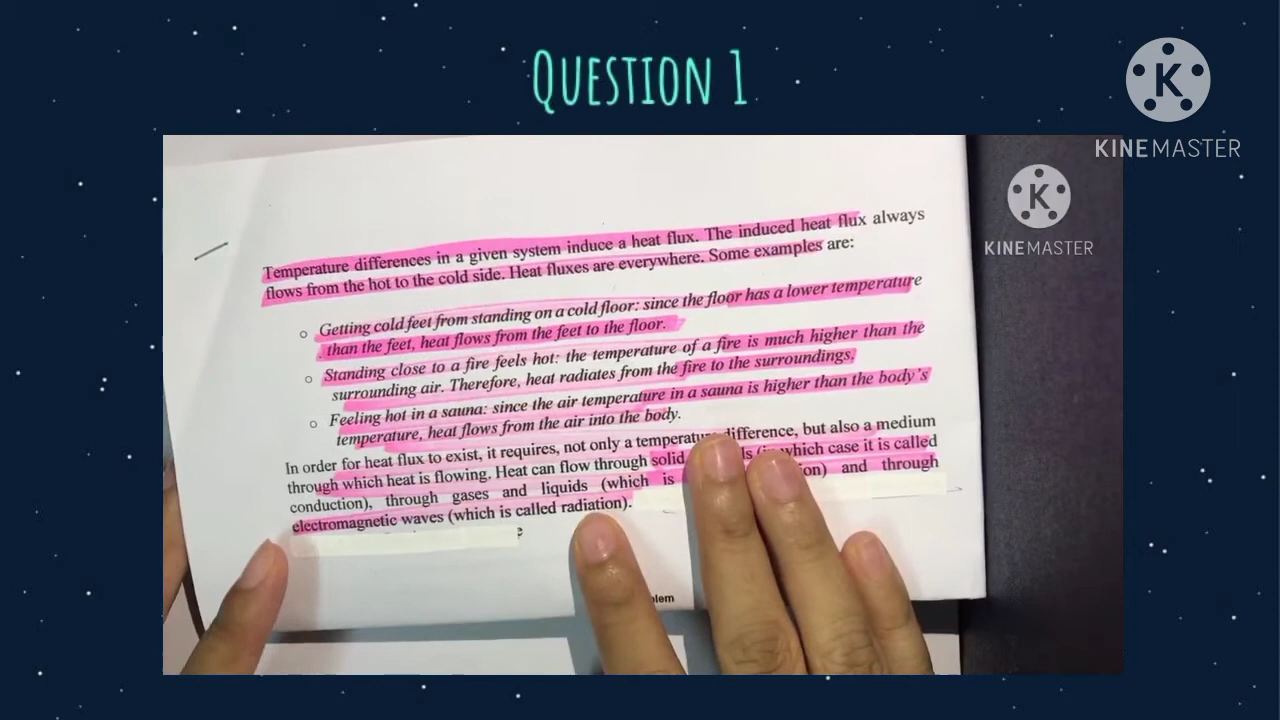 QUESTION 1
KINEMASTER
KINEMASTER
Temperature differences in a given system induce a heat flux. The induced heat flux always
flows from the hot to the cold side. Heat fluxes are everywhere. Some examples are:
○ Getting cold feet from standing on a cold floor: since the floor has a lower temperature
than the feet, heat flows from the feet to the floor.
○ Standing close to a fire feels hot: the temperature of a fire is much higher than the
surrounding air. Therefore, heat radiates from the fire to the surroundings.
○ Feeling hot in a sauna: since the air temperature in a sauna is higher than the body's
temperature, heat flows from the air into the body.
In order for heat flux to exist, it requires, not only a temperature difference, but also a medium
through which heat is flowing. Heat can flow through solid which case it is called
conduction), through gases and liquids (which is and through
electromagnetic waves (which is called radiation).